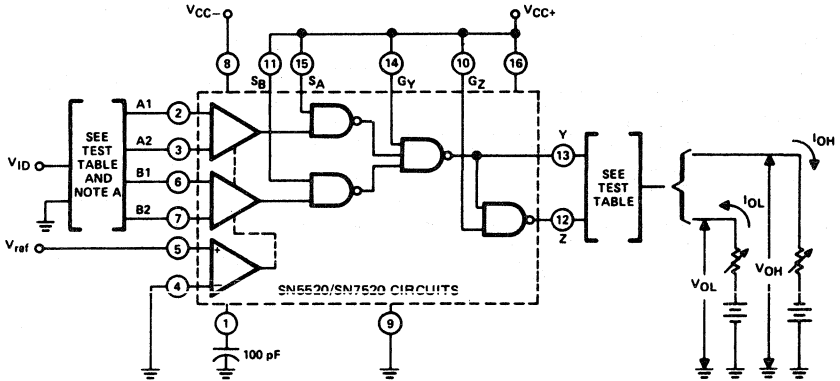 VCC− VCC+
8 11 15 14 10 16
SB SA GY GZ
A1 2
A2 3
B1 6
B2 7
SEE
TEST
TABLE
AND
NOTE A
VID
Vref 5 +
4 −
Y
13
12
Z
SEE
TEST
TABLE
IOH
IOL
VOL VOH
SN5520/SN7520 CIRCUITS
1 9
100 pF